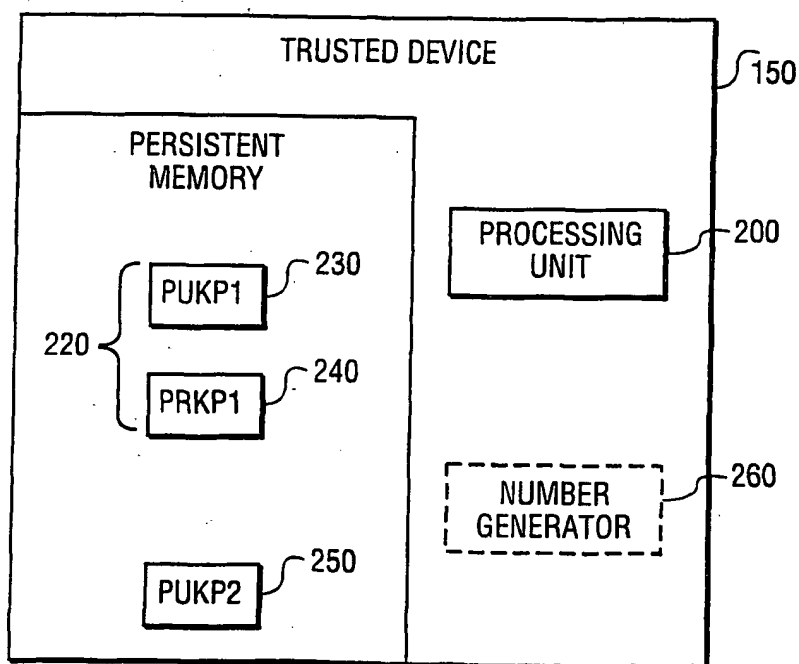 TRUSTED DEVICE
150
PERSISTENT
MEMORY
PROCESSING
UNIT
200
PUKP1
230
220
PRKP1
240
NUMBER
GENERATOR
260
PUKP2
250